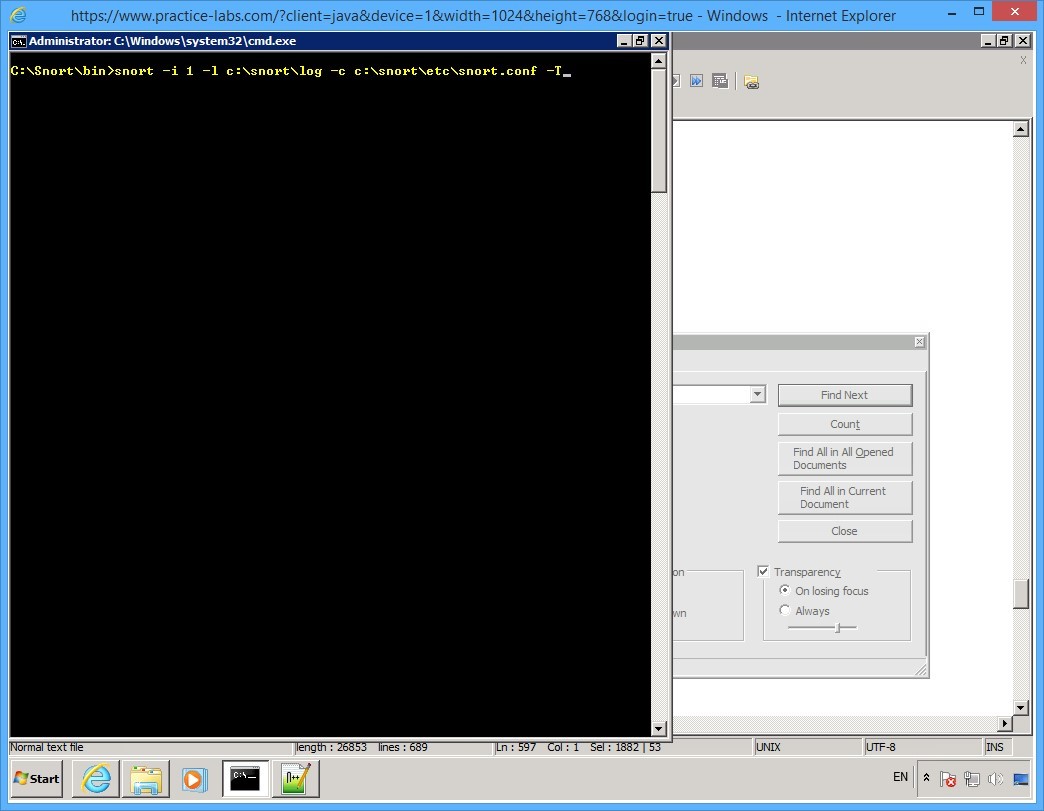 https://www.practice-labs.com/?client=java&device=1&width=1024&height=768&login=true - Windows - Internet Explorer
Administrator: C:\Windows\system32\cmd.exe
C:\Snort\bin>snort -i 1 -l c:\snort\log -c c:\snort\etc\snort.conf -T_
Find Next
Count
Find All in All Opened
Documents
Find All in Current
Document
Close
on
wn
Transparency
On losing focus
Always
Normal text file
length : 26853 lines : 689
Ln : 597 Col : 1 Sel : 1882 | 53
UNIX
UTF-8
INS
Start
EN